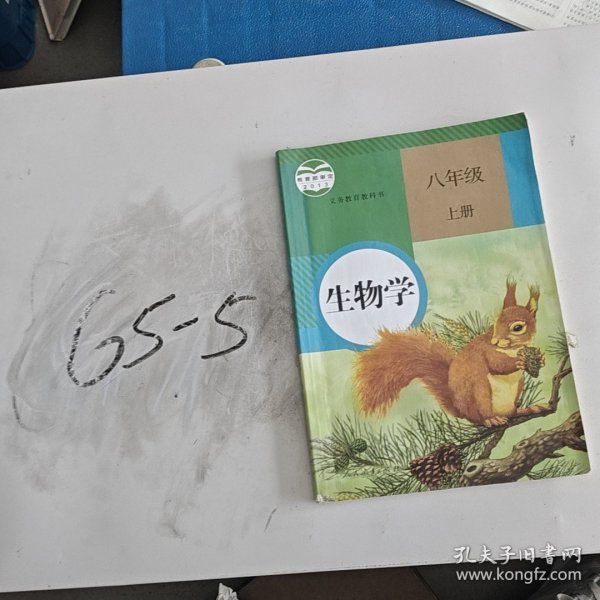 65-5
教育部审定
2013
义务教育教科书
八年级
上册
生物学
孔夫子旧书网
www.kongfz.com